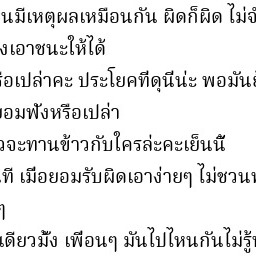 นมีเหตุผลเหมือนกัน ผิดก็ผิด ไม่จ
งเอาชนะให้ได้
รือเปล่าคะ ประโยคที่ดุนี่น่ะ พอมัน
ยอมฟังหรือเปล่า
จะทานข้าวกับใครล่ะคะเย็นนี้
ที เมื่อยอมรับผิดเอาง่ายๆ ไม่ชวน
ๆ
เดียวมั้ง เพื่อนๆ มันไปไหนกันไม่รู้